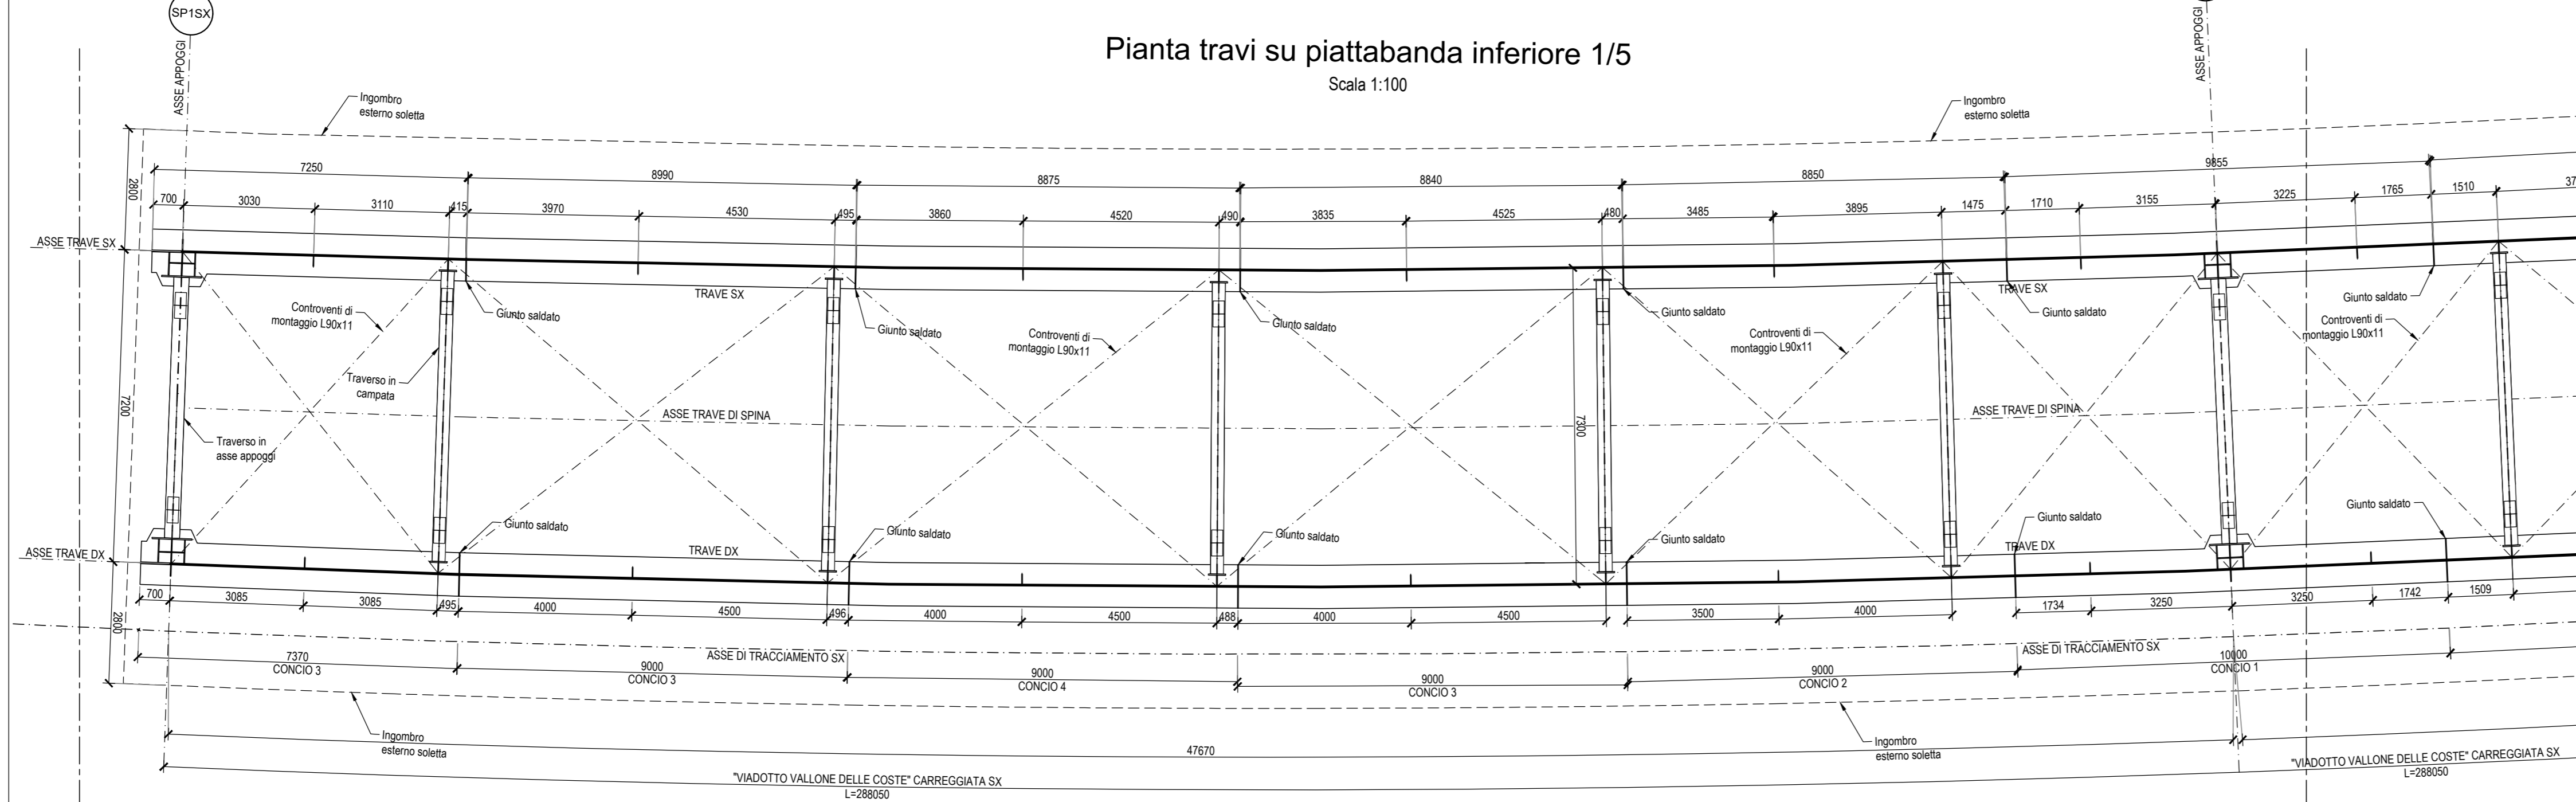 SP1SX
ASSE APPOGGI
ASSE APPOGGI
Pianta travi su piattabanda inferiore 1/5
Scala 1:100
Ingombro
esterno soletta
Ingombro
esterno soletta
2800
7250
8990
8875
8840
8850
9855
700
3030
3110
415
3970
4530
495
3860
4520
490
3835
4525
480
3485
3895
1475
1710
3155
3225
1765
1510
ASSE TRAVE SX
TRAVE SX
TRAVE SX
Controventi di
montaggio L90x11
Giunto saldato
Giunto saldato
Controventi di
montaggio L90x11
Giunto saldato
Giunto saldato
Controventi di
montaggio L90x11
Giunto saldato
Giunto saldato
Controventi di
montaggio L90x11
Traverso in
campata
7200
ASSE TRAVE DI SPINA
7300
ASSE TRAVE DI SPINA
Traverso in
asse appoggi
Giunto saldato
Giunto saldato
Giunto saldato
Giunto saldato
Giunto saldato
Giunto saldato
ASSE TRAVE DX
TRAVE DX
TRAVE DX
2800
700
3085
3085
495
4000
4500
496
4000
4500
488
4000
4500
3500
4000
1734
3250
3250
1742
1509
ASSE DI TRACCIAMENTO SX
ASSE DI TRACCIAMENTO SX
7370
CONCIO 3
9000
CONCIO 3
9000
CONCIO 4
9000
CONCIO 3
9000
CONCIO 2
10000
CONCIO 1
Ingombro
esterno soletta
47670
Ingombro
esterno soletta
"VIADOTTO VALLONE DELLE COSTE" CARREGGIATA SX
L=288050
"VIADOTTO VALLONE DELLE COSTE" CARREGGIATA SX
L=288050